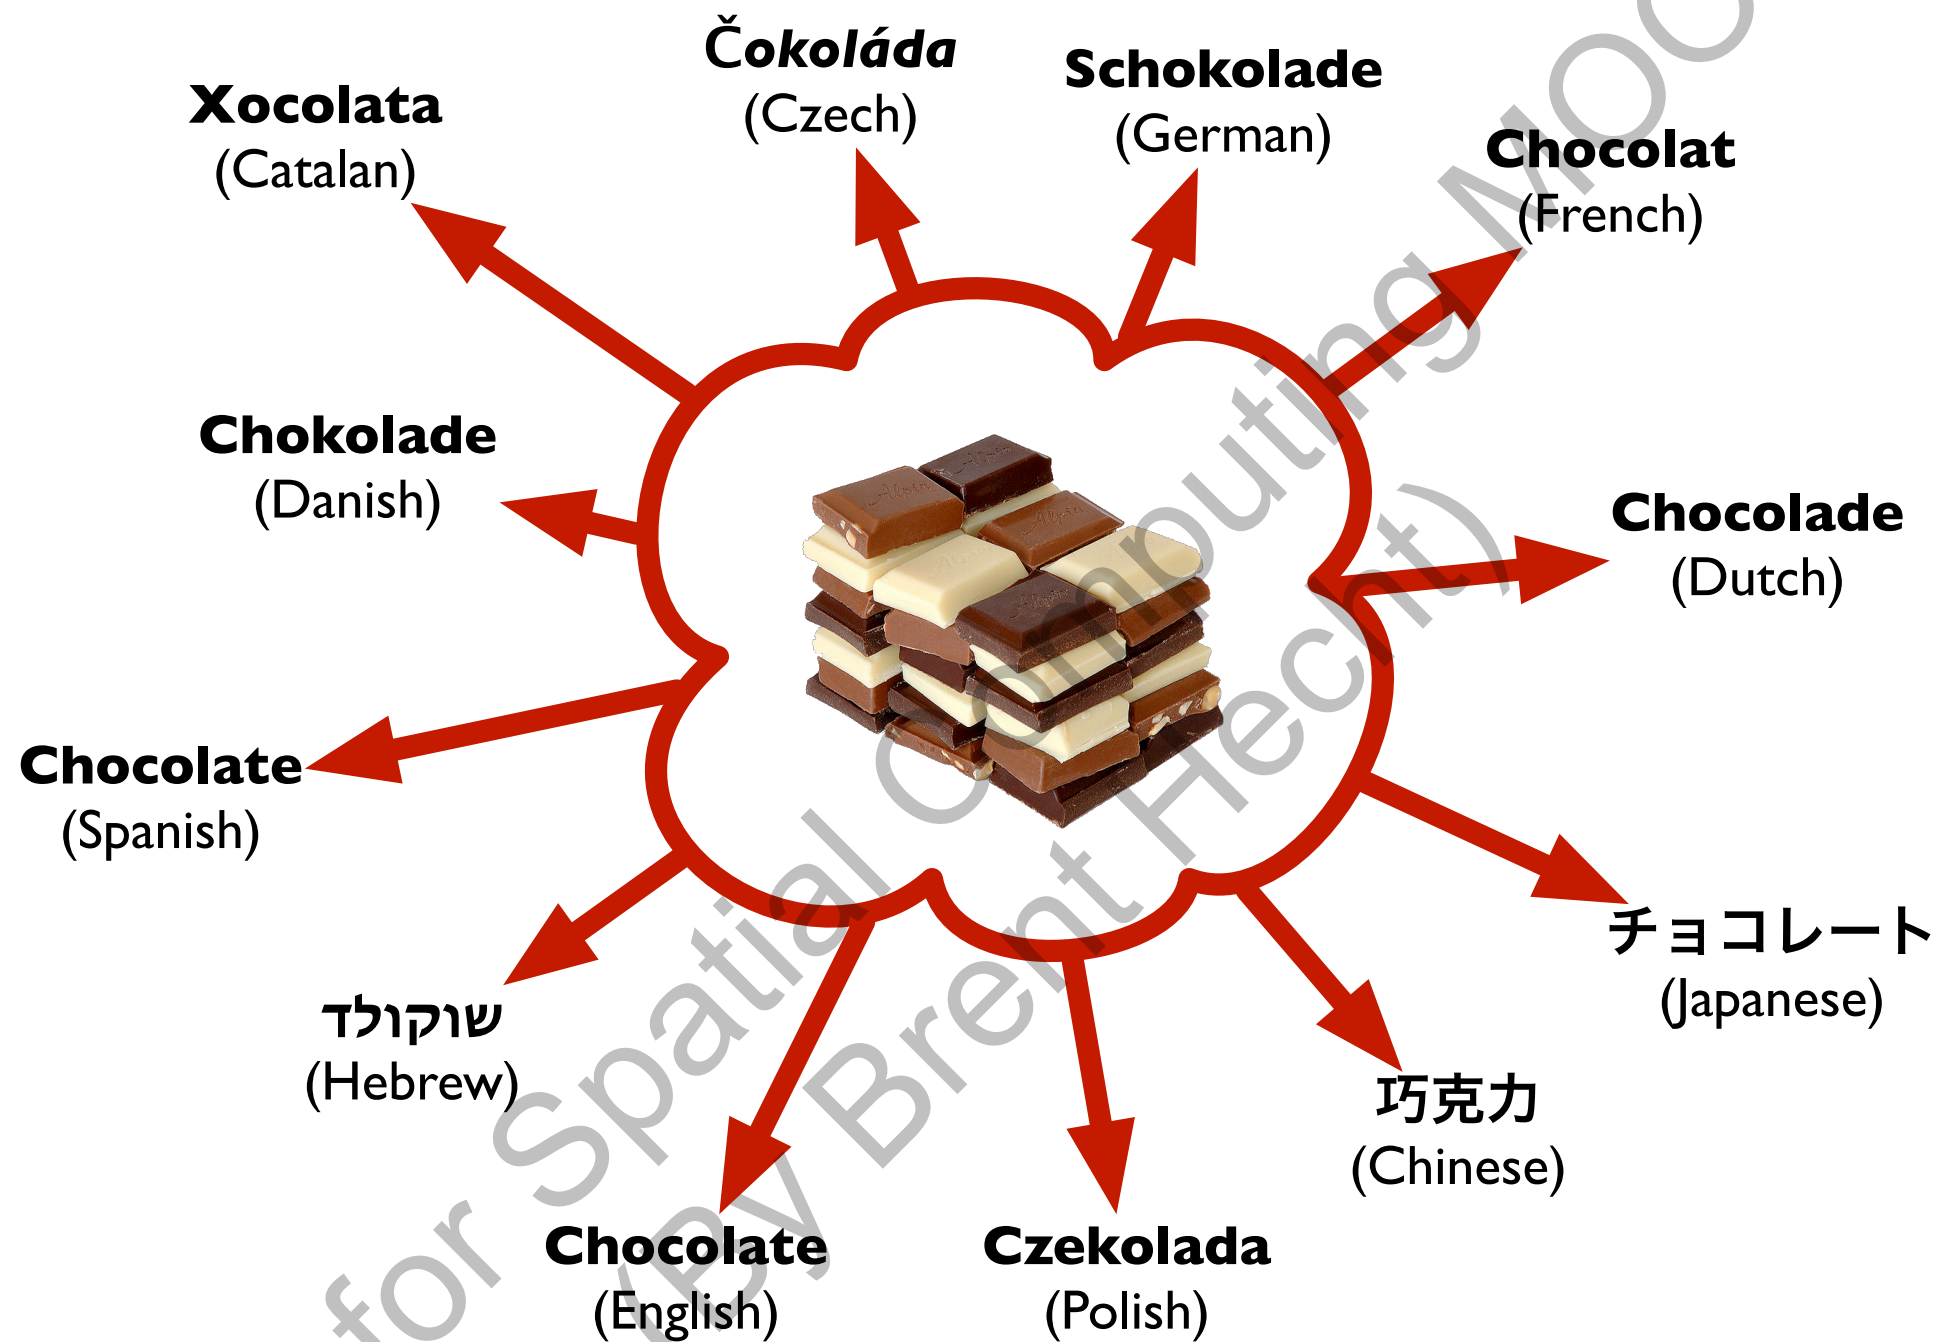 Čokoláda
(Czech)
Schokolade
(German)
Xocolata
(Catalan)
Chocolat
(French)
Chokolade
(Danish)
Chocolade
(Dutch)
Chocolate
(Spanish)
チョコレート
(Japanese)
שוקולד
(Hebrew)
巧克力
(Chinese)
Chocolate
(English)
Czekolada
(Polish)
for Spatial Computing MOO
(By Brent Hecht)